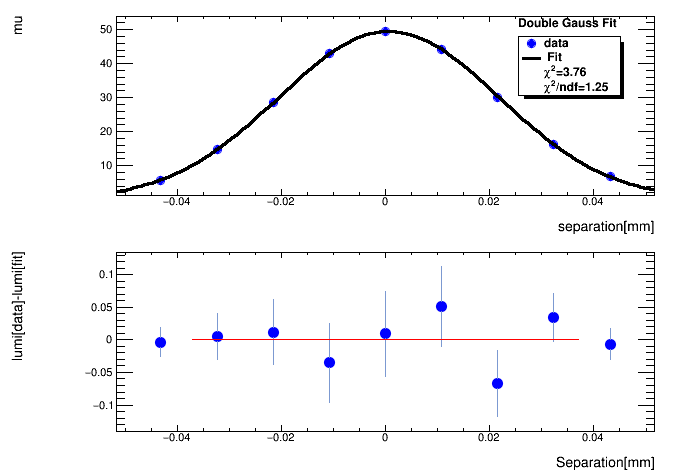 Double Gauss Fit
mu
data
Fit
χ²=3.76
χ²/ndf=1.25
50
40
30
20
10
−0.04 −0.02 0 0.02 0.04
separation[mm]
lumi[data]-lumi[fit]
0.1
0.05
0
−0.05
−0.1
−0.04 −0.02 0 0.02 0.04
Separation[mm]